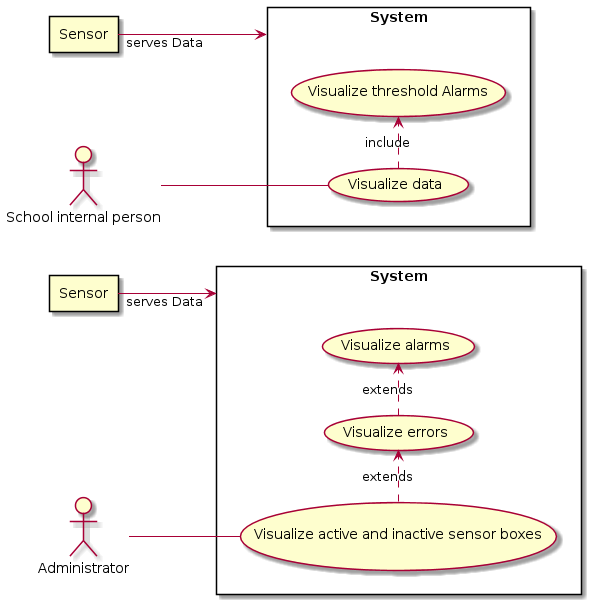 System
Sensor
serves Data
Visualize threshold Alarms
include
Visualize data
School internal person
System
Sensor
serves Data
Visualize alarms
extends
Visualize errors
extends
Visualize active and inactive sensor boxes
Administrator